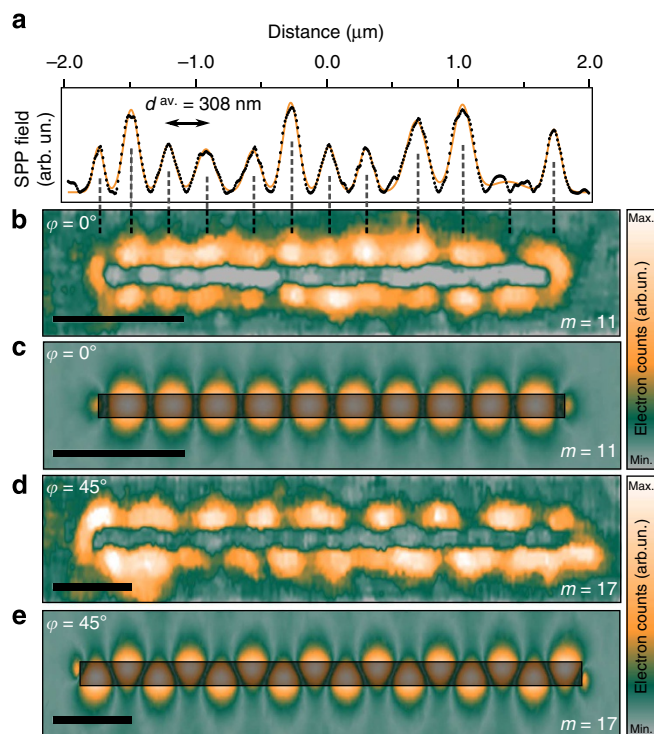 a
Distance (μm)
−2.0 −1.0 0.0 1.0 2.0
d av. = 308 nm
SPP field
(arb. un.)
b
φ = 0°
m = 11
Max.
Electron counts (arb.un.)
Min.
c
φ = 0°
m = 11
d
φ = 45°
m = 17
Max.
Electron counts (arb.un.)
Min.
e
φ = 45°
m = 17